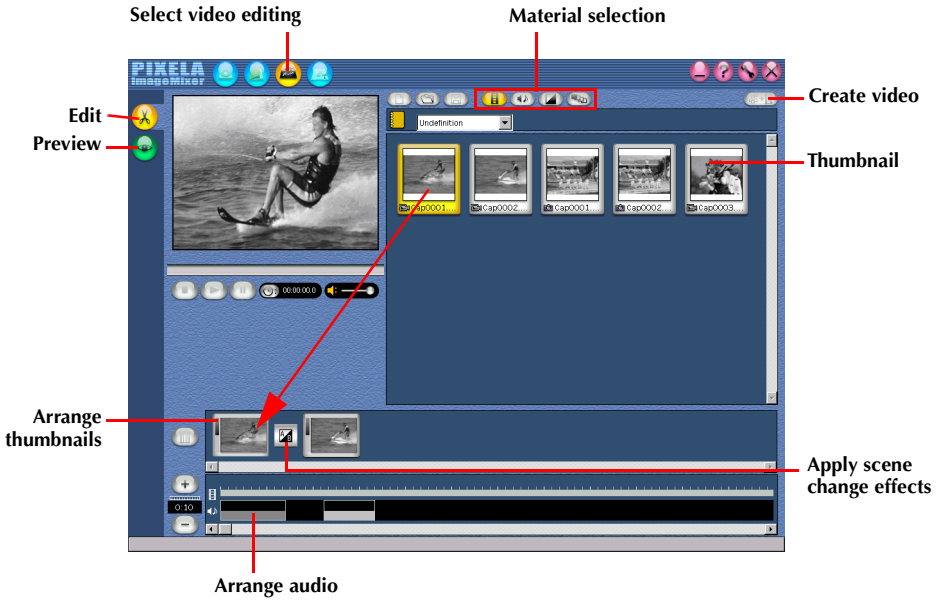 Select video editing
Material selection
PIXELA
ImageMixer
Edit
Preview
Create video
Undefinition
Thumbnail
Cap0001...
Cap0002...
Cap0001...
Cap0002...
Cap0003...
00:00:00.0
Arrange
thumbnails
A
B
Apply scene
change effects
0:10
Arrange audio